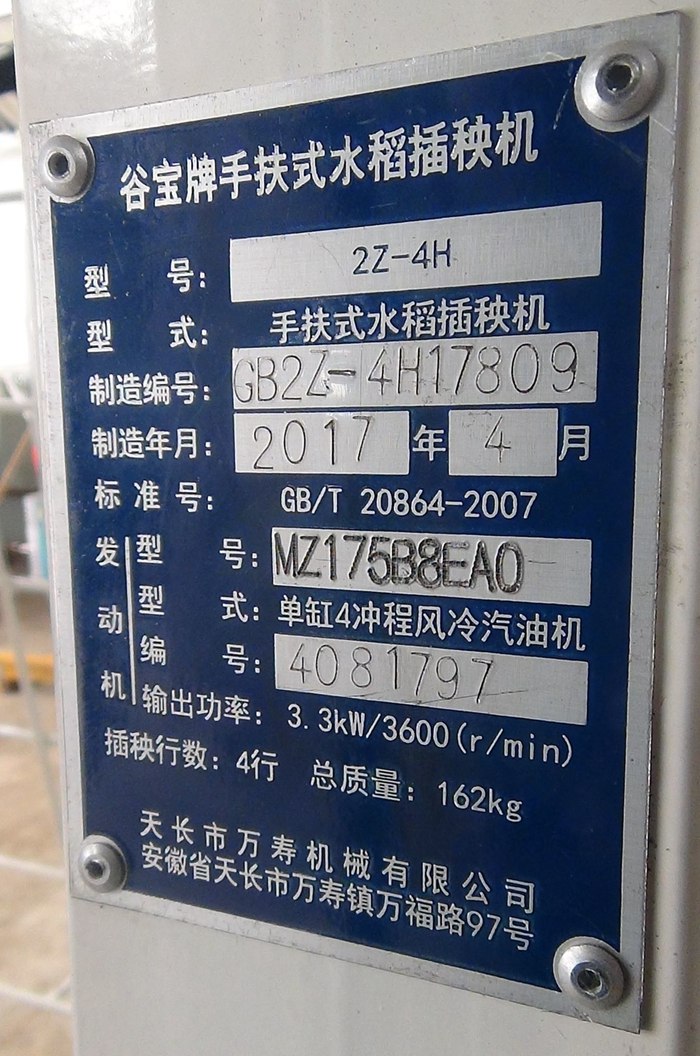 谷宝牌手扶式水稻插秧机
型 号: 2Z-4H
型 式: 手扶式水稻插秧机
制造编号: GB2Z-4H17809
制造年月: 2017 年 4 月
标准号: GB/T 20864-2007
发动机
型 号: MZ175B8EA0
型 式: 单缸4冲程风冷汽油机
编 号: 4081797
输出功率: 3.3kW/3600(r/min)
插秧行数: 4行 总质量: 162kg
天长市万寿机械有限公司
安徽省天长市万寿镇万福路97号